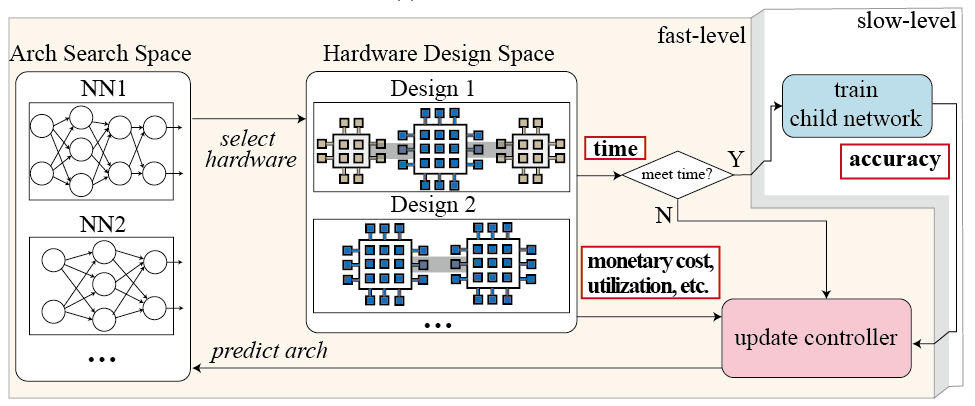 slow-level
fast-level
Arch Search Space
Hardware Design Space
NN1
Design 1
train
child network
select
hardware
time
meet time?
Y
accuracy
N
NN2
Design 2
monetary cost,
utilization, etc.
...
update controller
predict arch
...